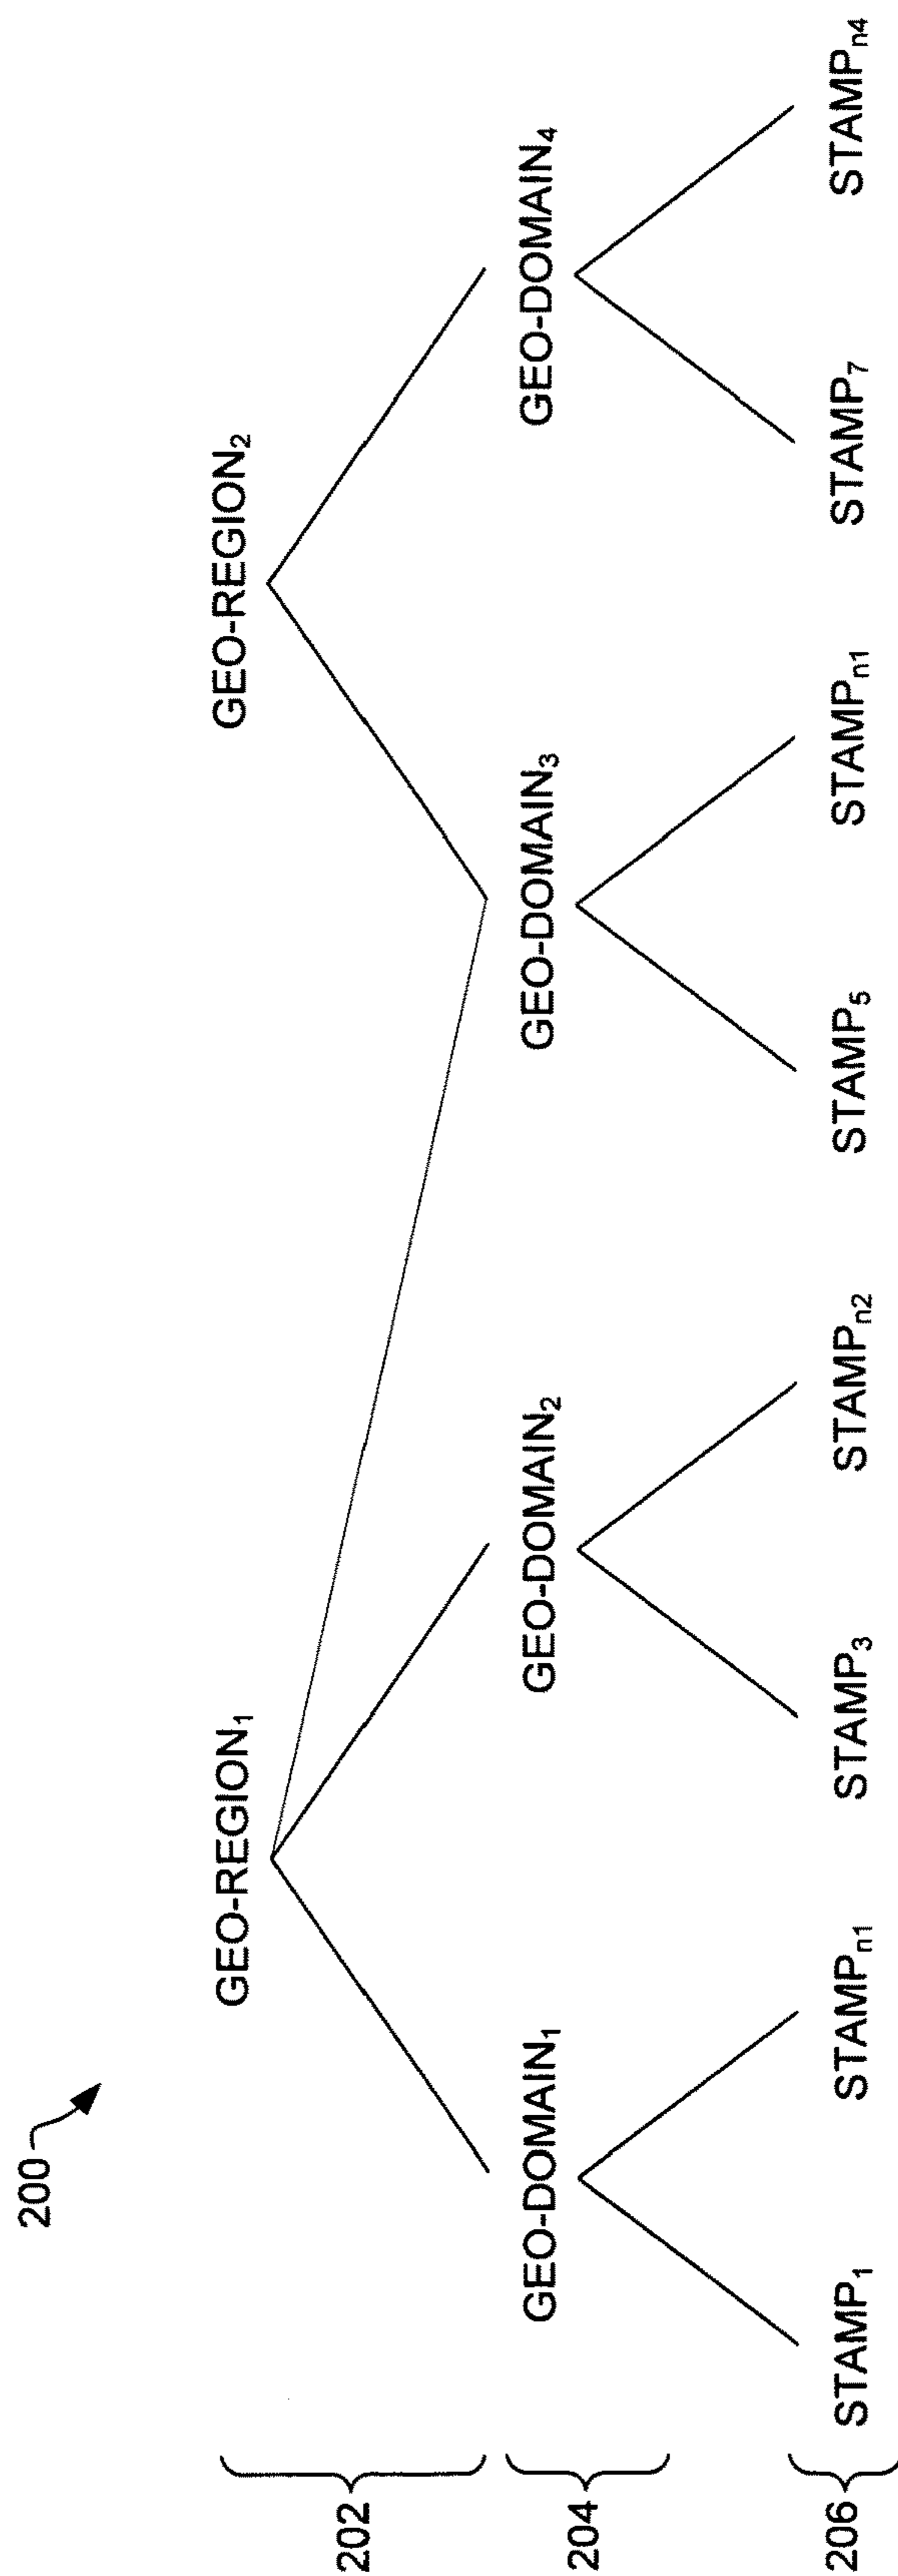 200
202
GEO-REGION₁ GEO-REGION₂
204
GEO-DOMAIN₁ GEO-DOMAIN₂ GEO-DOMAIN₃ GEO-DOMAIN₄
206
STAMP₁ STAMPₙ₁ STAMP₃ STAMPₙ₂ STAMP₅ STAMPₙ₁ STAMP₇ STAMPₙ₄